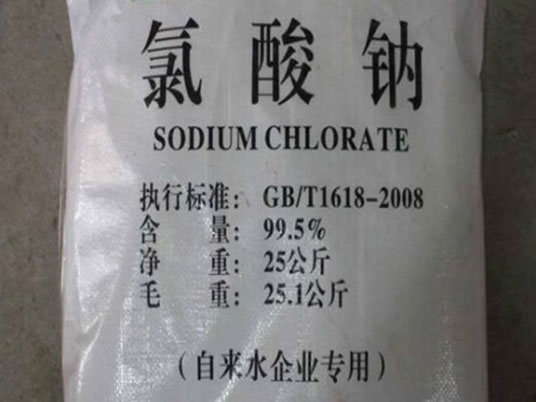 氯酸钠
SODIUM CHLORATE
执行标准: GB/T1618-2008
含 量: 99.5%
净 重: 25公斤
毛 重: 25.1公斤
(自来水企业专用)